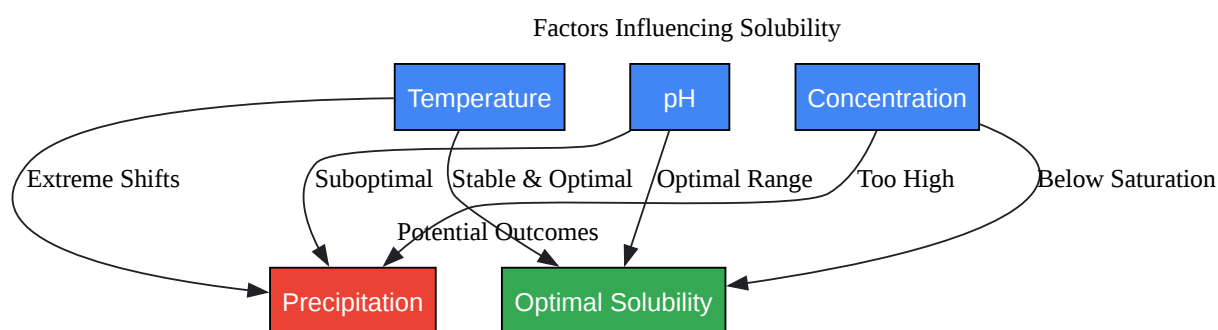 Factors Influencing Solubility
Temperature
pH
Concentration
Extreme Shifts
Suboptimal
Stable & Optimal
Optimal Range
Too High
Below Saturation
Potential Outcomes
Precipitation
Optimal Solubility